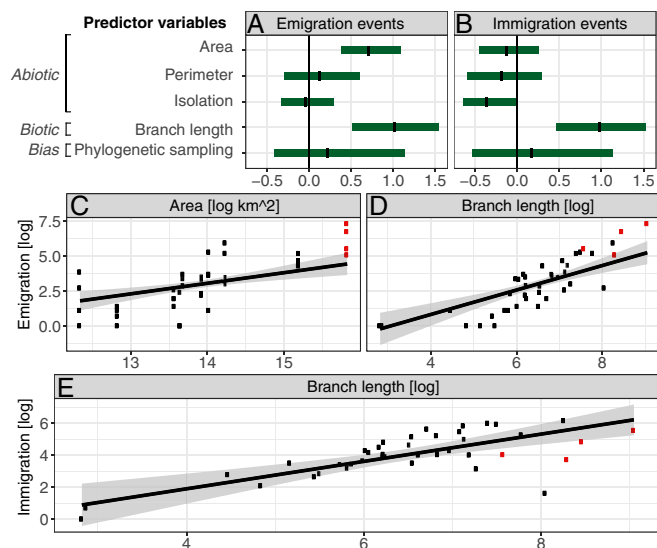 Predictor variables
A Emigration events
B Immigration events
Abiotic
Area
Perimeter
Isolation
Biotic
Branch length
Bias
Phylogenetic sampling
−0.5 0.0 0.5 1.0 1.5
−0.5 0.0 0.5 1.0 1.5
C Area [log km^2]
D Branch length [log]
Emigration [log]
7.5
5.0
2.5
0.0
13 14 15
4 6 8
E Branch length [log]
Immigration [log]
6
4
2
0
4 6 8